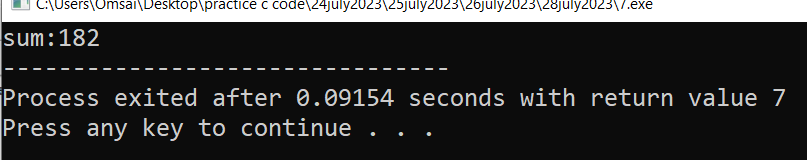 C:\Users\Omsai\Desktop\practice c code\24july2023\25july2023\26july2023\28july2023\7.exe
sum:182
--------------------------------
Process exited after 0.09154 seconds with return value 7
Press any key to continue . . .